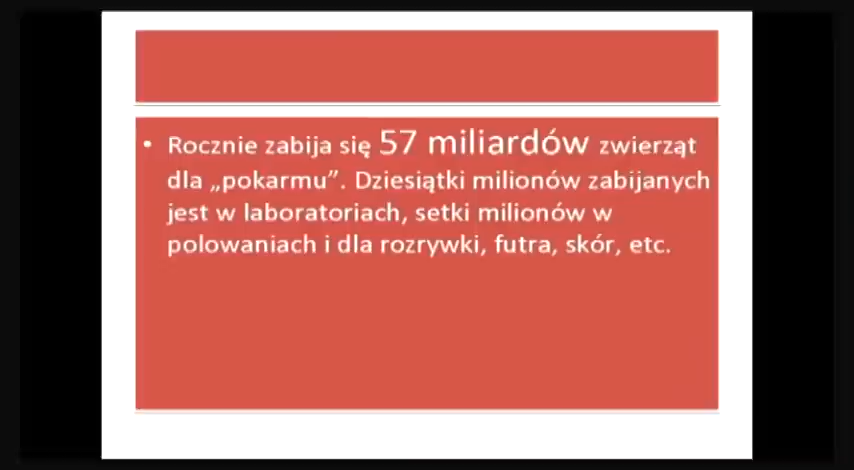 • Rocznie zabija się 57 miliardów zwierząt
dla „pokarmu”. Dziesiątki milionów zabijanych
jest w laboratoriach, setki milionów w
polowaniach i dla rozrywki, futra, skór, etc.